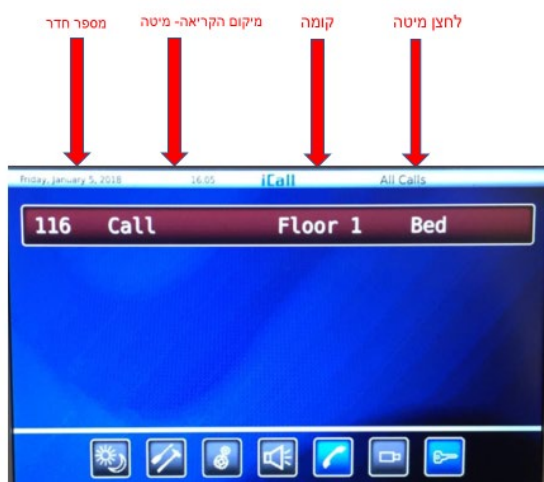 מספר חדר
מיקום הקריאה- מיטה
קומה
לחצן מיטה
Friday, January 5, 2018 16:05 iCall All Calls
116 Call Floor 1 Bed